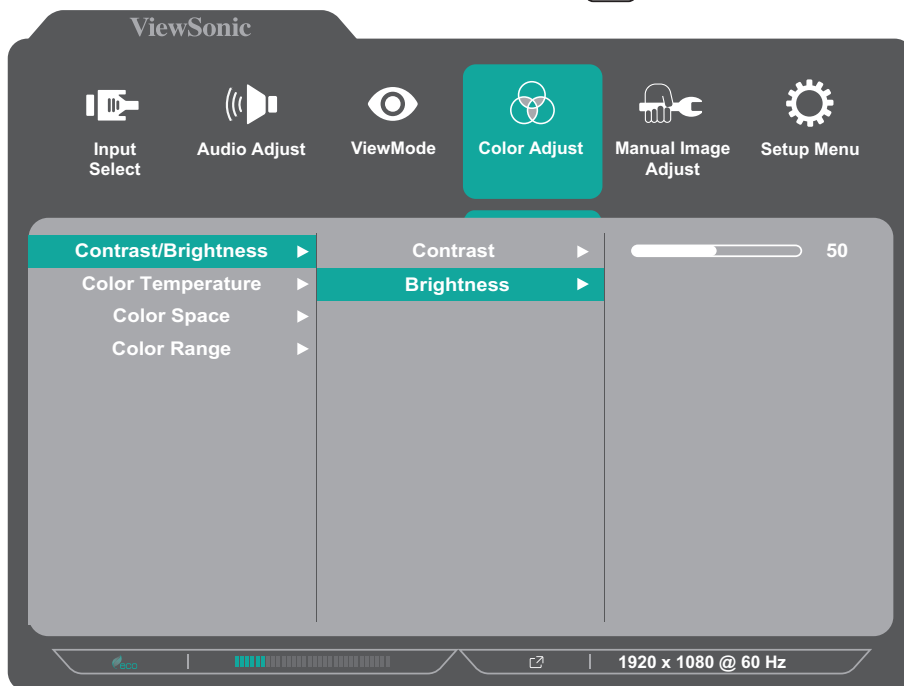 ViewSonic
Input
Select
Audio Adjust
ViewMode
Color Adjust
Manual Image
Adjust
Setup Menu
Contrast/Brightness
Contrast
50
Color Temperature
Brightness
Color Space
Color Range
eco
1920 x 1080 @ 60 Hz